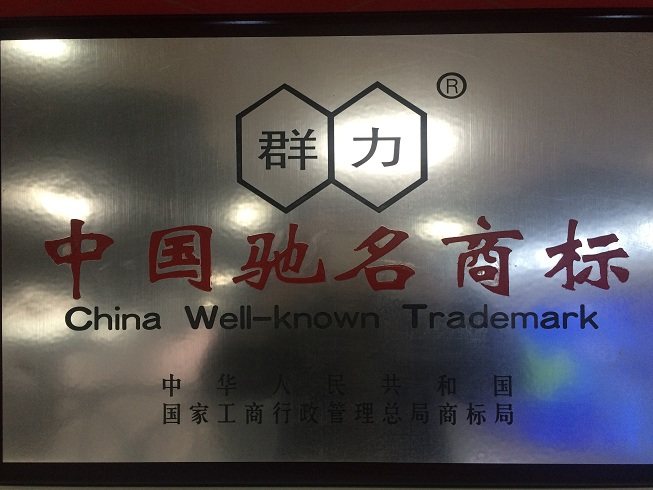 群力®
中国驰名商标
China Well-known Trademark
中华人民共和国
国家工商行政管理总局商标局